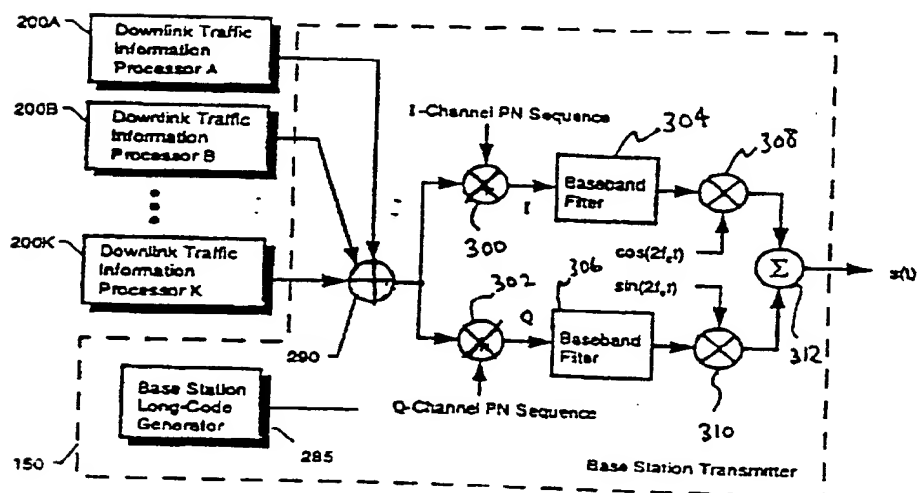 200A
Downlink Traffic
Information
Processor A
200B
Downlink Traffic
Information
Processor B
200K
Downlink Traffic
Information
Processor K
290
I-Channel PN Sequence
300
I
304
Baseband
Filter
308
cos(2f_c t)
302
Q
306
Baseband
Filter
sin(2f_c t)
310
Σ
312
s(t)
Q-Channel PN Sequence
Base Station
Long-Code
Generator
285
150
Base Station Transmitter